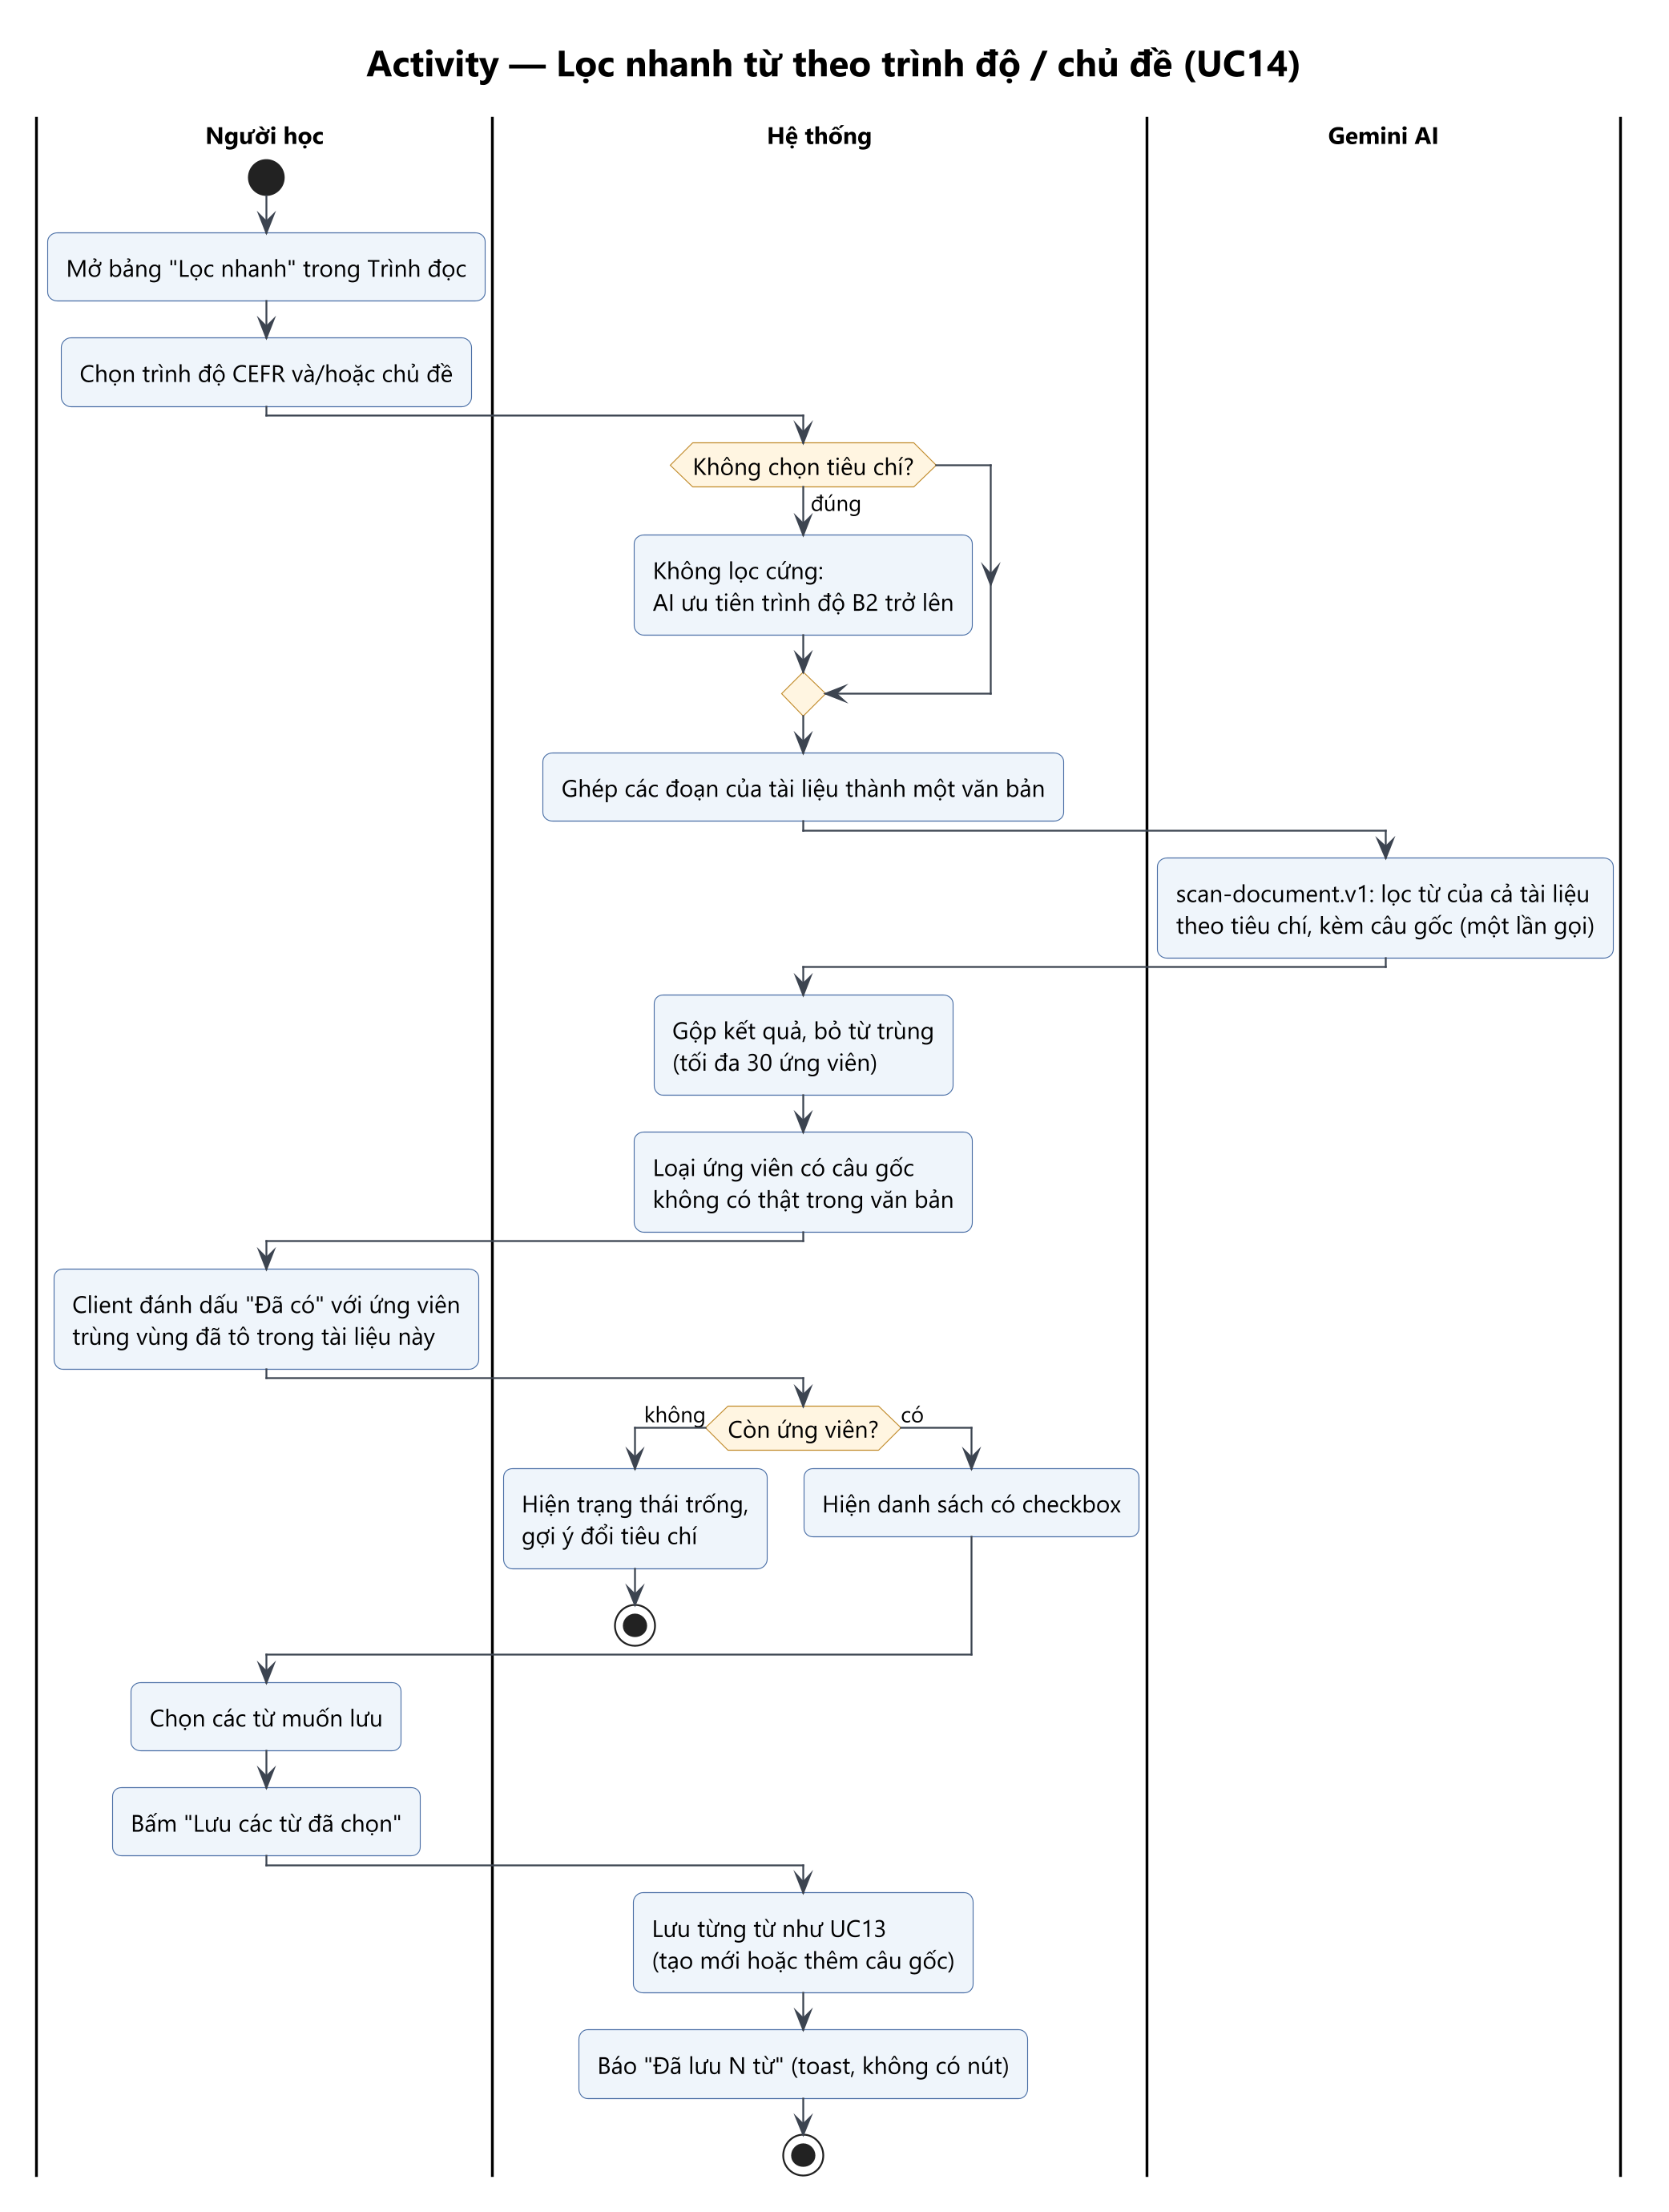 Activity — Lọc nhanh từ theo trình độ / chủ đề (UC14)
Người học
Hệ thống
Gemini AI
Mở bảng "Lọc nhanh" trong Trình đọc
Chọn trình độ CEFR và/hoặc chủ đề
Không chọn tiêu chí?
đúng
Không lọc cứng:
AI ưu tiên trình độ B2 trở lên
Ghép các đoạn của tài liệu thành một văn bản
scan-document.v1: lọc từ của cả tài liệu
theo tiêu chí, kèm câu gốc (một lần gọi)
Gộp kết quả, bỏ từ trùng
(tối đa 30 ứng viên)
Loại ứng viên có câu gốc
không có thật trong văn bản
Client đánh dấu "Đã có" với ứng viên
trùng vùng đã tô trong tài liệu này
không
Còn ứng viên?
có
Hiện trạng thái trống,
gợi ý đổi tiêu chí
Hiện danh sách có checkbox
Chọn các từ muốn lưu
Bấm "Lưu các từ đã chọn"
Lưu từng từ như UC13
(tạo mới hoặc thêm câu gốc)
Báo "Đã lưu N từ" (toast, không có nút)